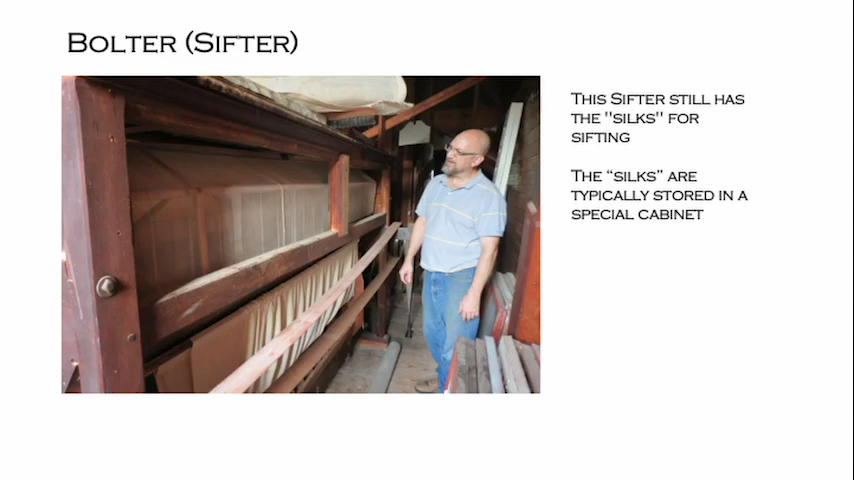 Bolter (Sifter)
This Sifter still has
the "silks" for
sifting
The “silks” are
typically stored in a
special cabinet